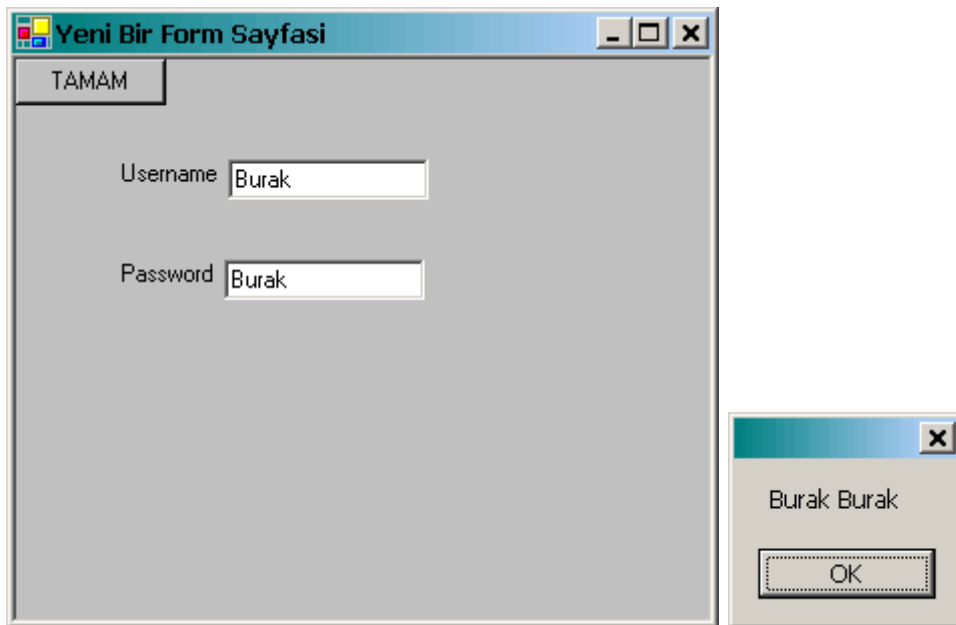 Yeni Bir Form Sayfasi
TAMAM
Username Burak
Password Burak
Burak Burak
OK